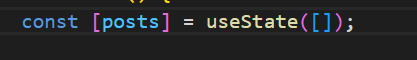 const [posts] = useState([]);